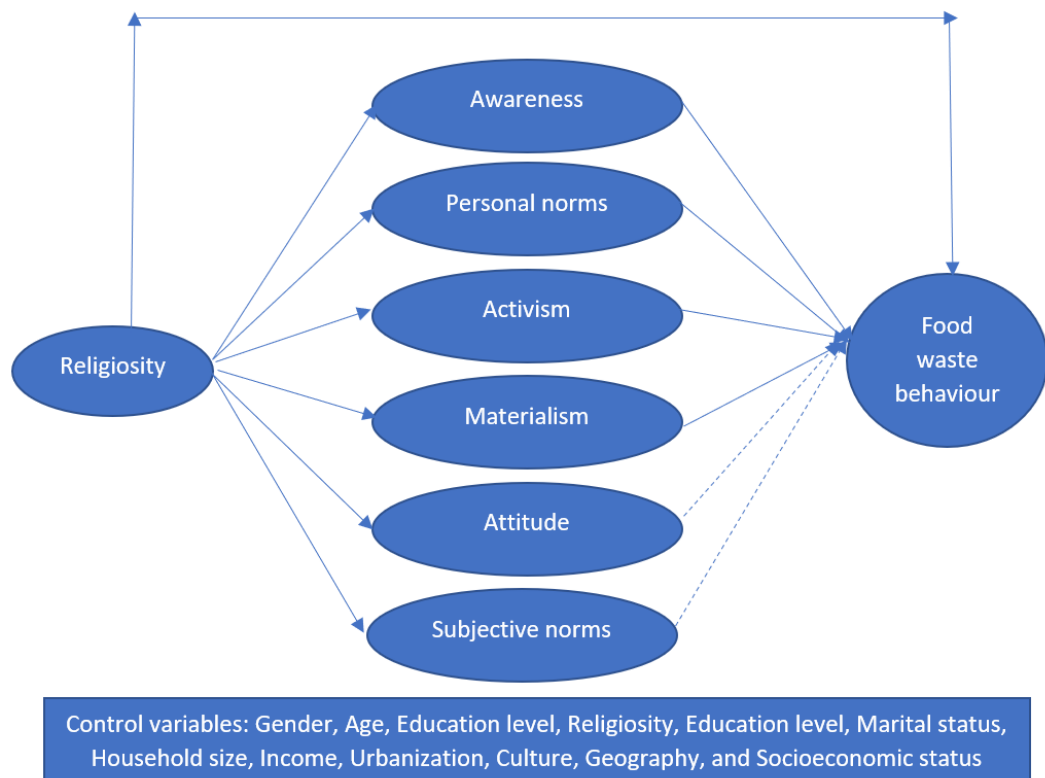 Awareness
Personal norms
Activism
Religiosity
Materialism
Attitude
Subjective norms
Food
waste
behaviour
Control variables: Gender, Age, Education level, Religiosity, Education level, Marital status,
Household size, Income, Urbanization, Culture, Geography, and Socioeconomic status